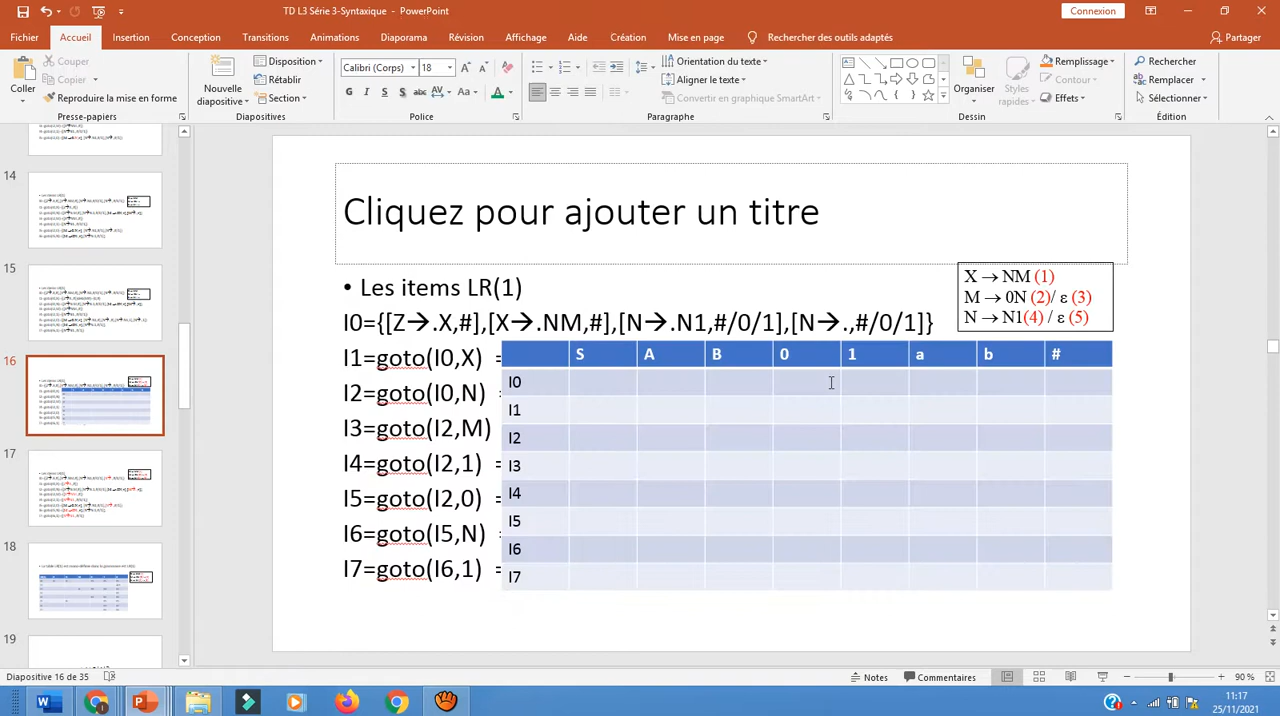 TD L3 Série 3-Syntaxique - PowerPoint
Connexion
Fichier Accueil Insertion Conception Transitions Animations Diaporama Révision Affichage Aide Création Mise en page Rechercher des outils adaptés Partager
Coller
Couper
Copier
Reproduire la mise en forme
Presse-papiers
Nouvelle diapositive
Disposition
Rétablir
Section
Diapositives
Calibri (Corps) 18
G I S S abc AV Aa A
Police
Orientation du texte
Aligner le texte
Convertir en graphique SmartArt
Paragraphe
Organiser
Styles rapides
Remplissage
Contour
Effets
Dessin
Rechercher
Remplacer
Sélectionner
Édition
14
15
16
17
18
19
Cliquez pour ajouter un titre
X → NM (1)
M → 0N (2)/ ε (3)
N → N1(4) / ε (5)
• Les items LR(1)
I0={[Z→.X,#],[X→.NM,#],[N→.N1,#/0/1],[N→.,#/0/1]}
I1=goto(I0,X) =
I2=goto(I0,N) =
I3=goto(I2,M)
I4=goto(I2,1) =
I5=goto(I2,0) =
I6=goto(I5,N) =
I7=goto(I6,1) =
S A B 0 1 a b #
I0
I1
I2
I3
I4
I5
I6
I7
Diapositive 16 de 35
Notes
Commentaires
90 %
11:17
25/11/2021